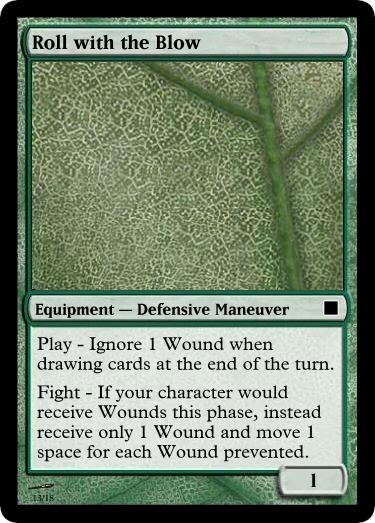 Roll with the Blow
Equipment — Defensive Maneuver
Play - Ignore 1 Wound when
drawing cards at the end of the turn.
Fight - If your character would
receive Wounds this phase, instead
receive only 1 Wound and move 1
space for each Wound prevented.
1
13/18